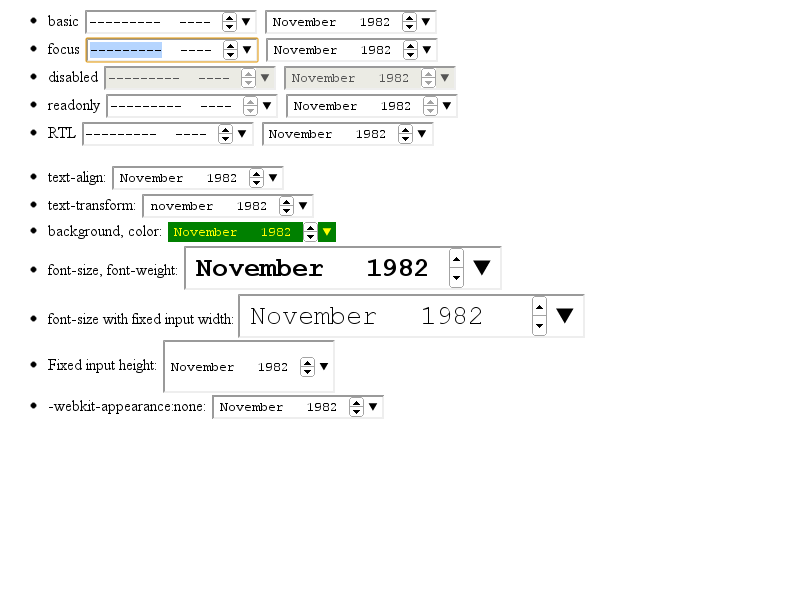 basic --------- ---- November 1982
focus --------- ---- November 1982
disabled --------- ---- November 1982
readonly --------- ---- November 1982
RTL --------- ---- November 1982
text-align: November 1982
text-transform: november 1982
background, color: November 1982
font-size, font-weight: November 1982
font-size with fixed input width: November 1982
Fixed input height: November 1982
-webkit-appearance:none: November 1982